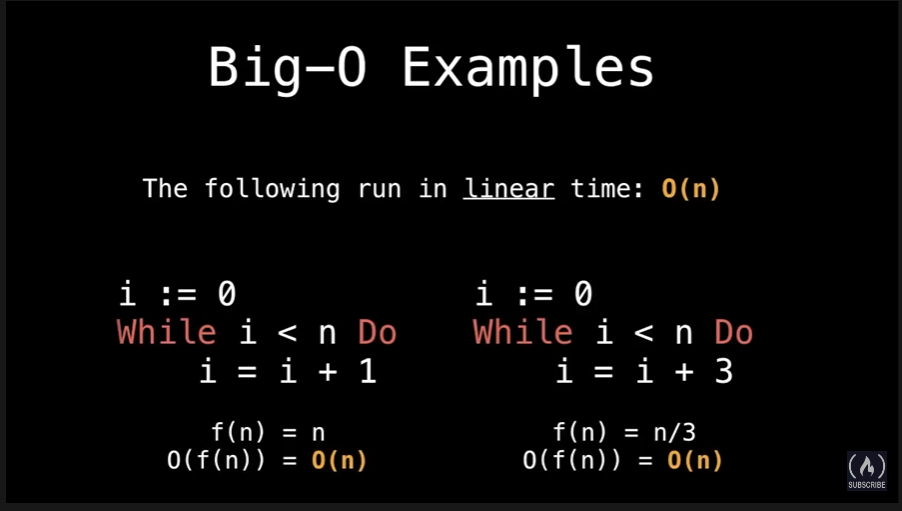 Big-O Examples
The following run in linear time: O(n)
i := 0
While i < n Do
i = i + 1
f(n) = n
O(f(n)) = O(n)
i := 0
While i < n Do
i = i + 3
f(n) = n/3
O(f(n)) = O(n)
SUBSCRIBE